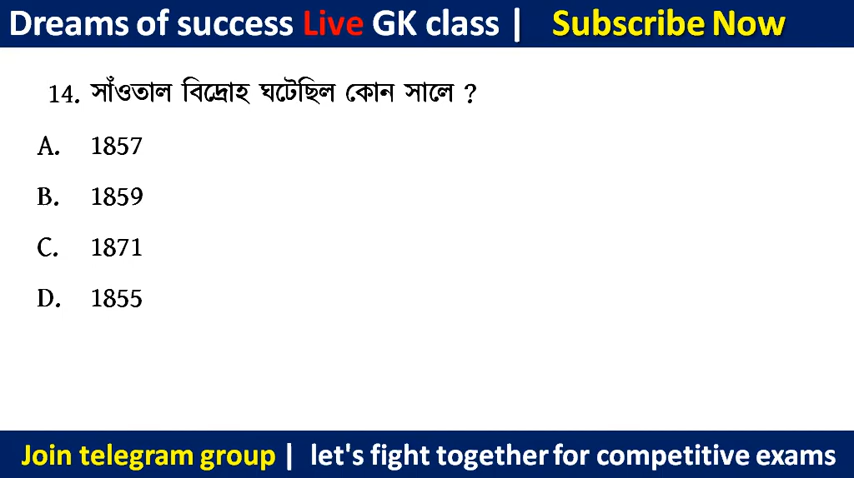 Dreams of success Live GK class | Subscribe Now
14. সাঁওতাল বিদ্রোহ ঘটেছিল কোন সালে ?
A. 1857
B. 1859
C. 1871
D. 1855
Join telegram group | let's fight together for competitive exams